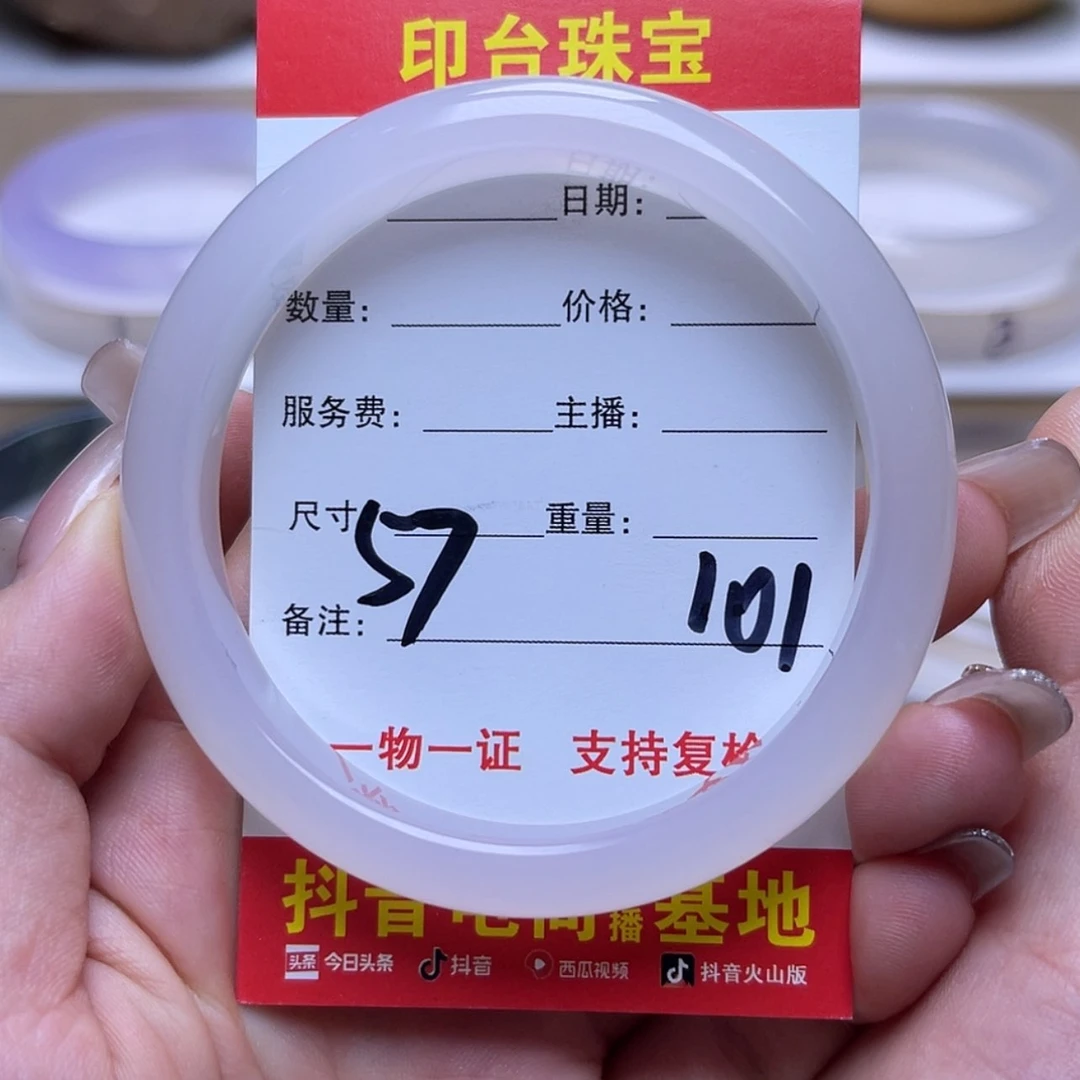 印台珠宝
日期：
数量： 价格：
服务费： 主播：
尺寸 57 重量：
备注： 101
一物一证 支持复检
抖音电商播基地
头条 今日头条 抖音 西瓜视频 抖音火山版